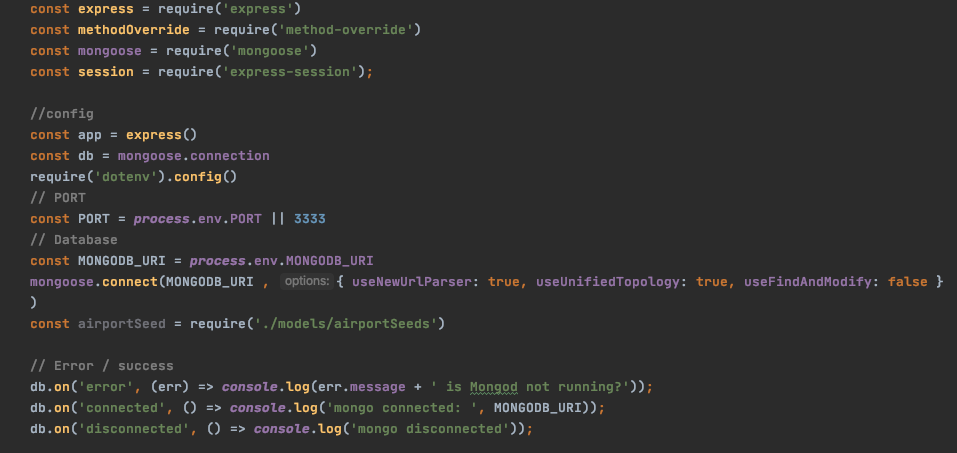 const express = require('express')
const methodOverride = require('method-override')
const mongoose = require('mongoose')
const session = require('express-session');
//config
const app = express()
const db = mongoose.connection
require('dotenv').config()
// PORT
const PORT = process.env.PORT || 3333
// Database
const MONGODB_URI = process.env.MONGODB_URI
mongoose.connect(MONGODB_URI , options: { useNewUrlParser: true, useUnifiedTopology: true, useFindAndModify: false }
)
const airportSeed = require('./models/airportSeeds')
// Error / success
db.on('error', (err) => console.log(err.message + ' is Mongod not running?'));
db.on('connected', () => console.log('mongo connected: ', MONGODB_URI));
db.on('disconnected', () => console.log('mongo disconnected'));